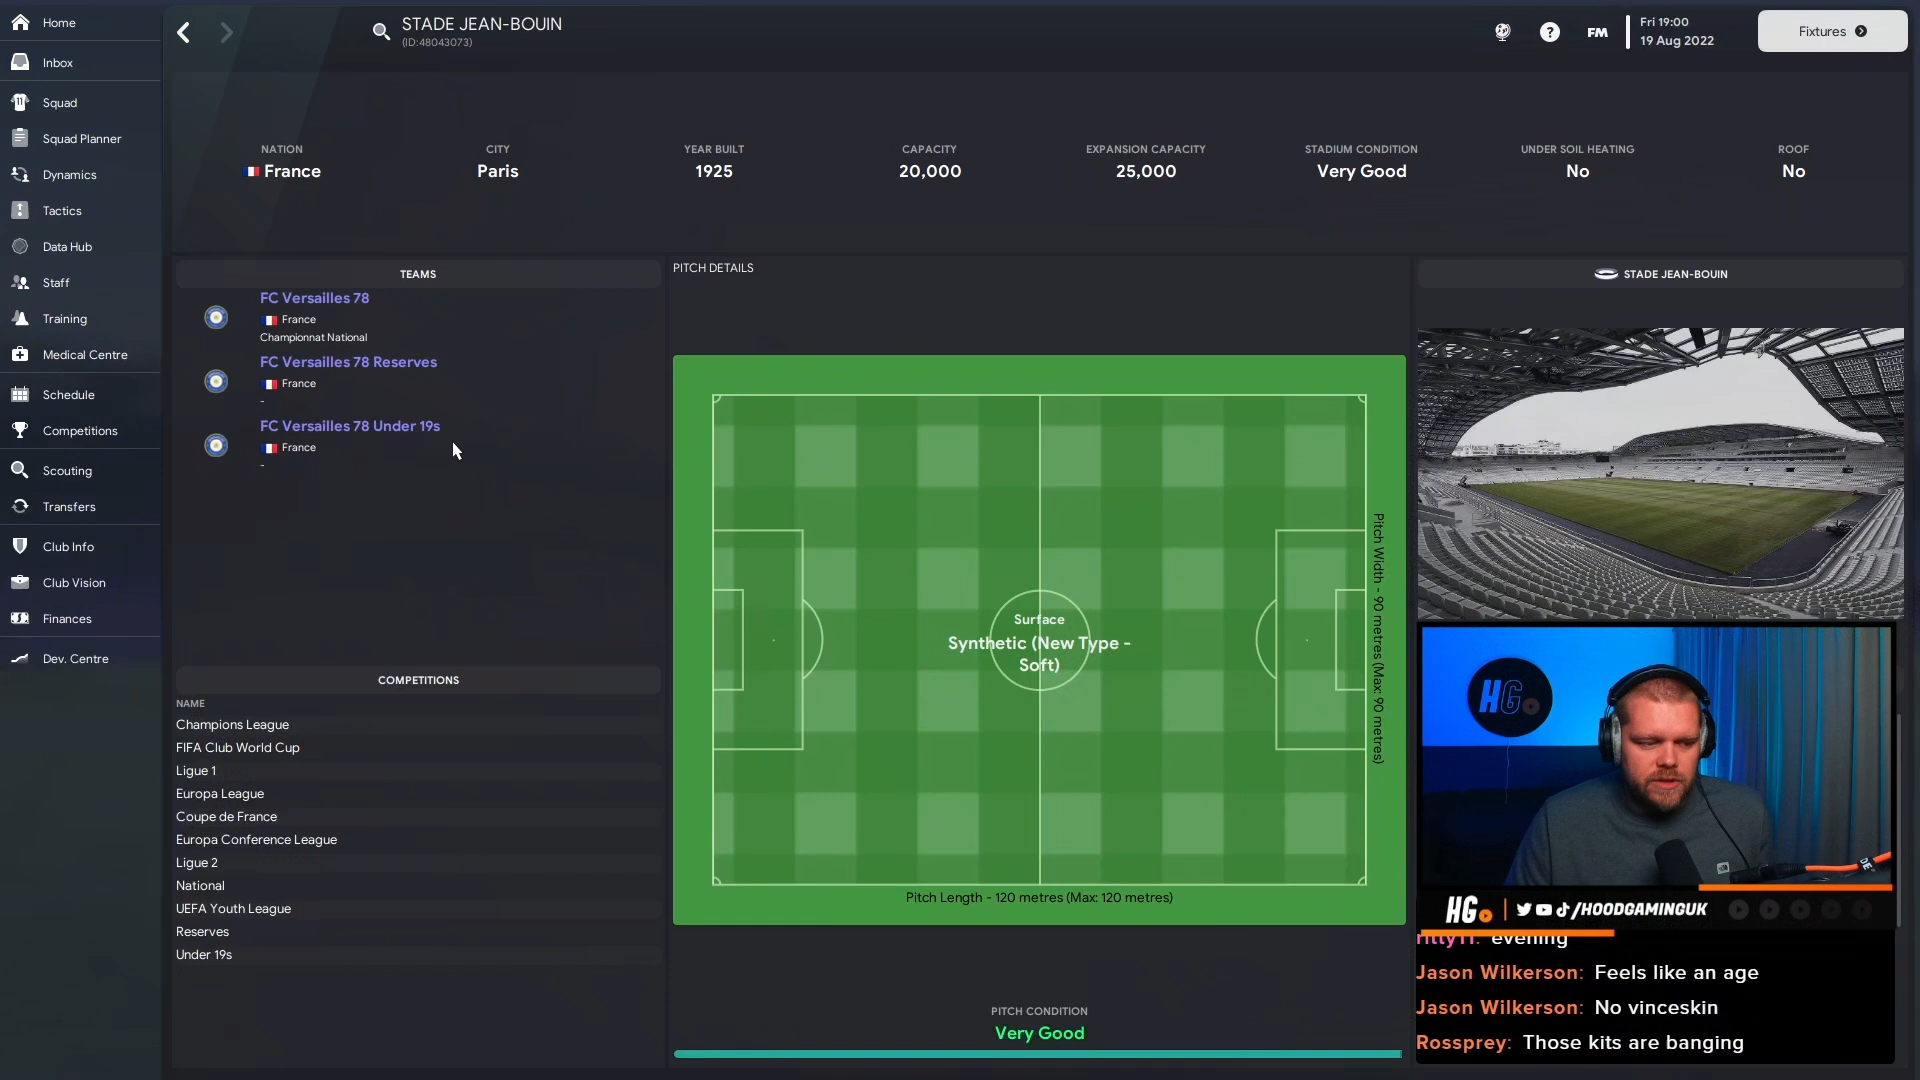 Home
Inbox
Squad
Squad Planner
Dynamics
Tactics
Data Hub
Staff
Training
Medical Centre
Schedule
Competitions
Scouting
Transfers
Club Info
Club Vision
Finances
Dev. Centre
STADE JEAN-BOUIN
(ID:48043073)
?
FM
Fri 19:00
19 Aug 2022
Fixtures
NATION
France
CITY
Paris
YEAR BUILT
1925
CAPACITY
20,000
EXPANSION CAPACITY
25,000
STADIUM CONDITION
Very Good
UNDER SOIL HEATING
No
ROOF
No
TEAMS
FC Versailles 78
France
Championnat National
FC Versailles 78 Reserves
France
-
FC Versailles 78 Under 19s
France
-
COMPETITIONS
NAME
Champions League
FIFA Club World Cup
Ligue 1
Europa League
Coupe de France
Europa Conference League
Ligue 2
National
UEFA Youth League
Reserves
Under 19s
PITCH DETAILS
Surface
Synthetic (New Type -
Soft)
Pitch Width - 90 metres (Max: 90 metres)
Pitch Length - 120 metres (Max: 120 metres)
PITCH CONDITION
Very Good
STADE JEAN-BOUIN
HG
HG
/HOODGAMINGUK
evening
Jason Wilkerson: Feels like an age
Jason Wilkerson: No vinceskin
Rossprey: Those kits are banging